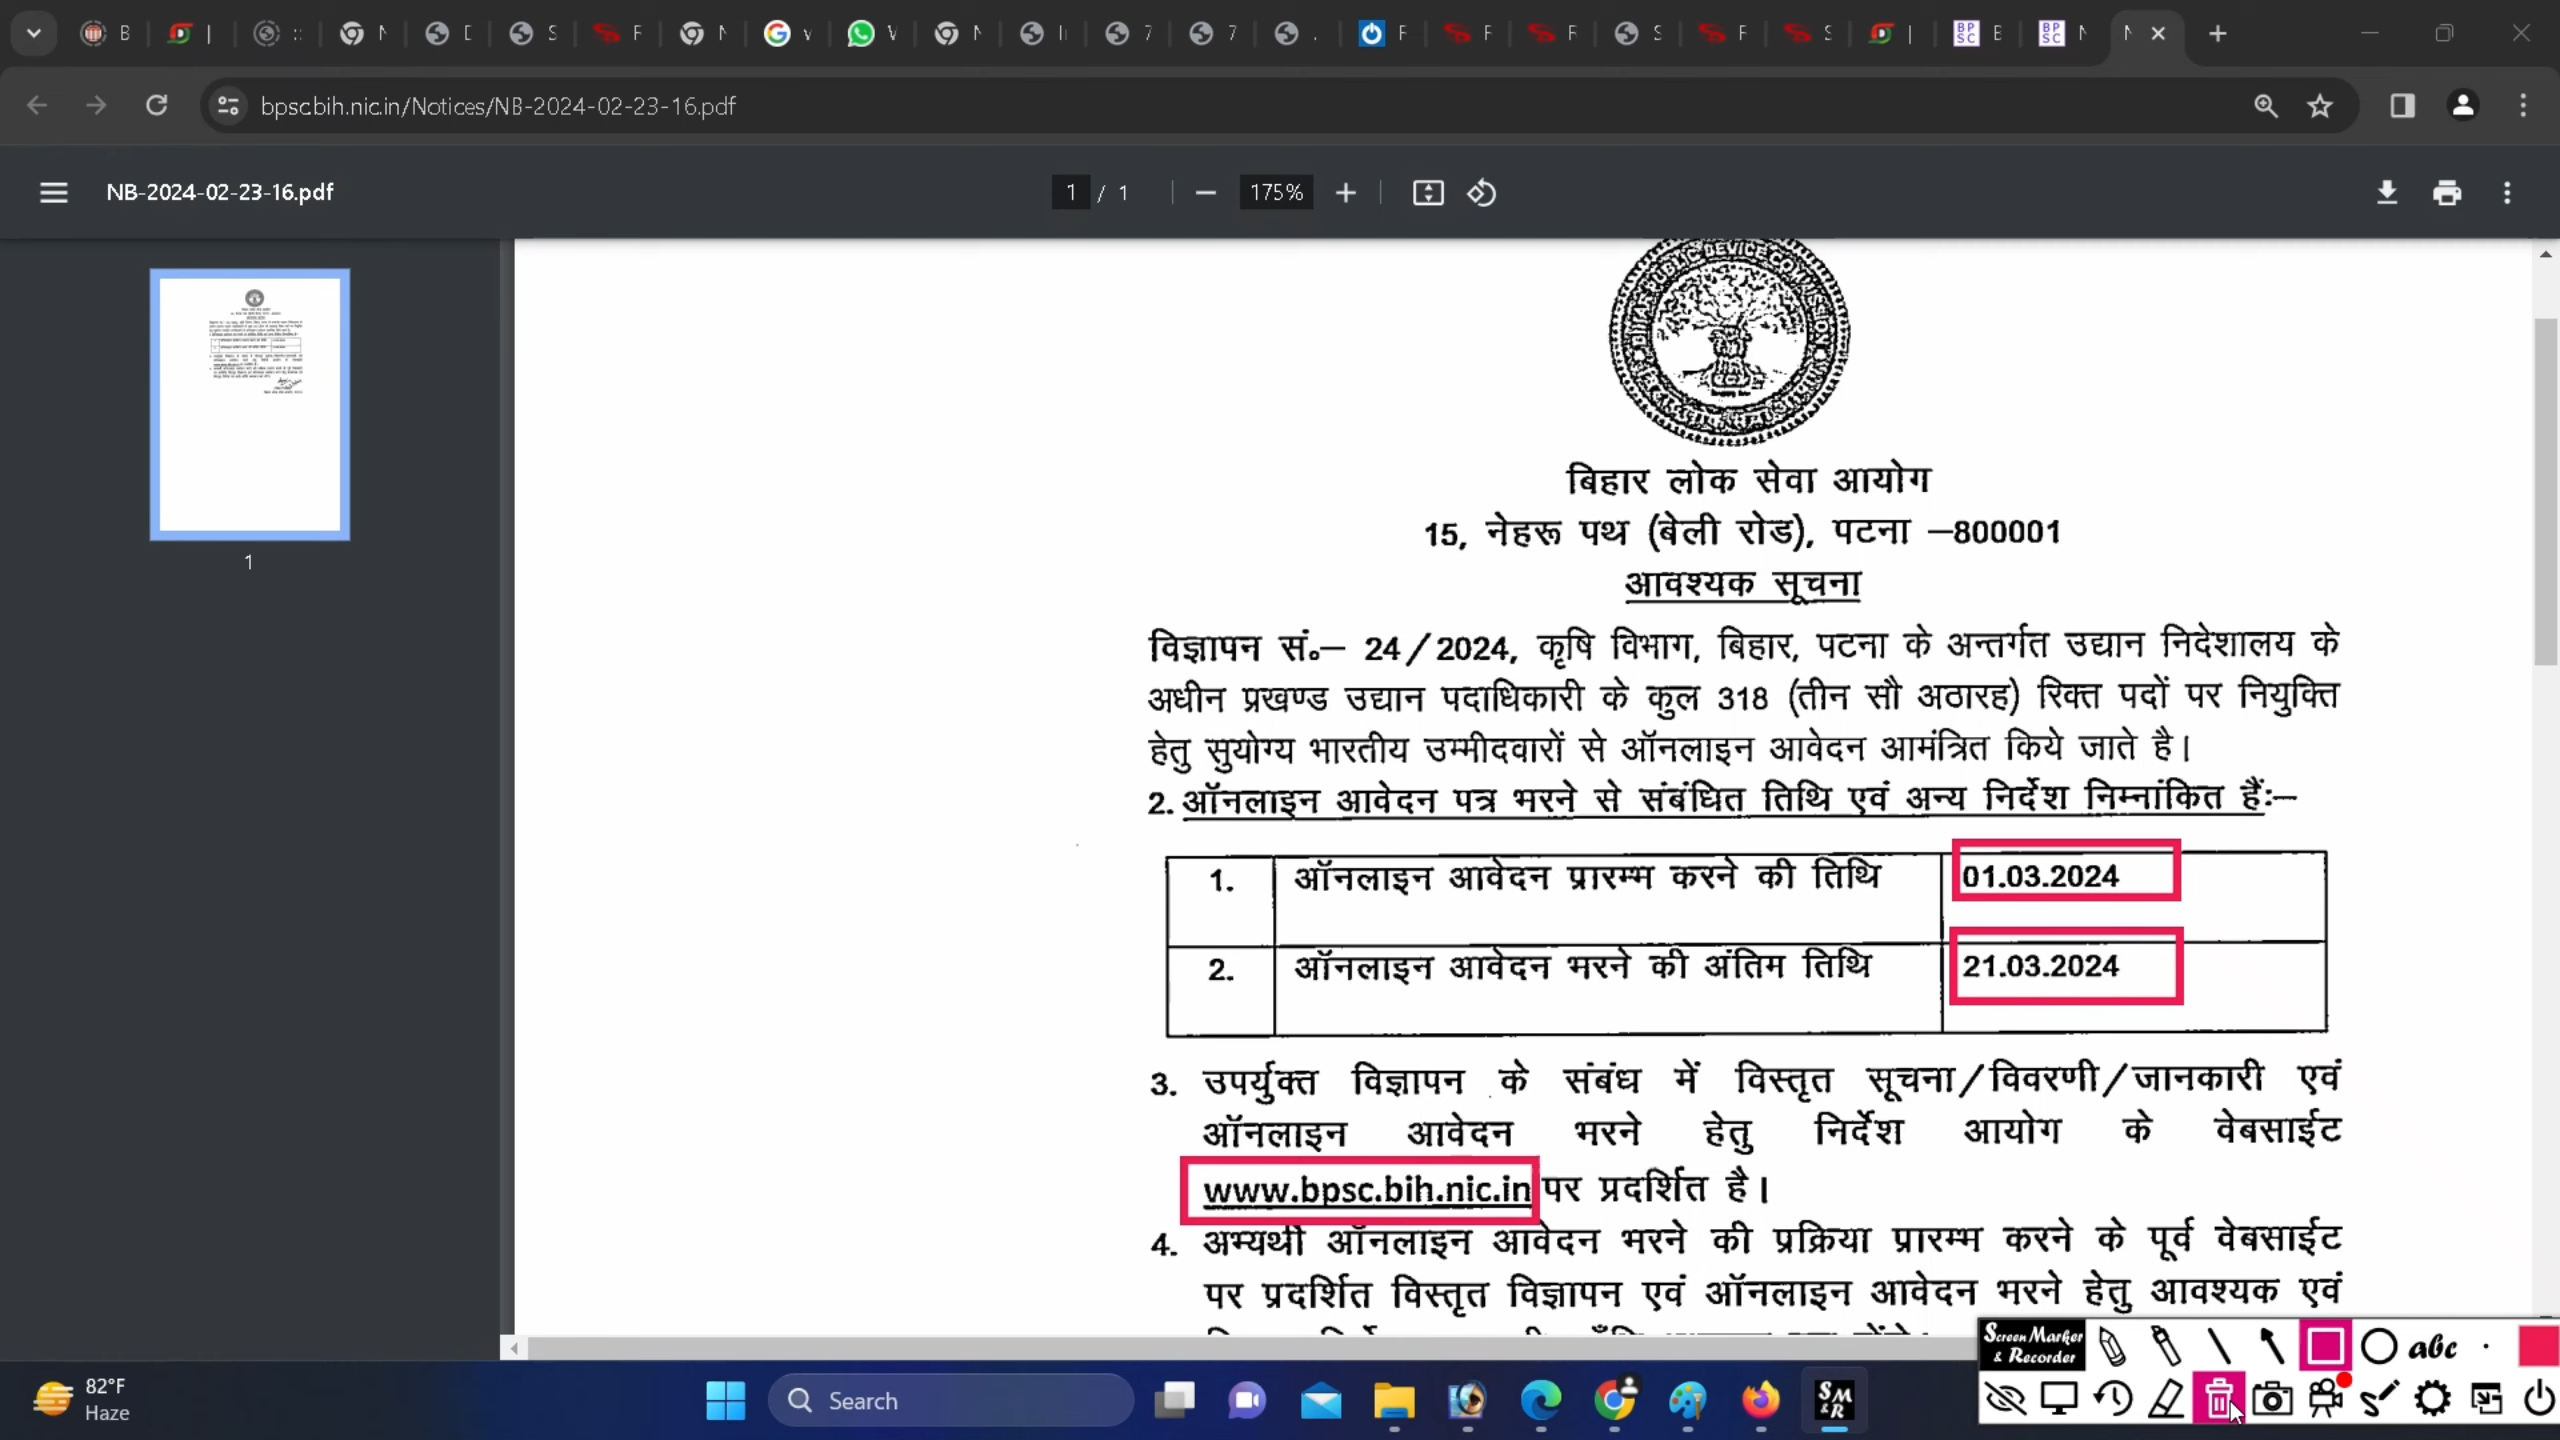 bpsc.bih.nic.in/Notices/NB-2024-02-23-16.pdf
NB-2024-02-23-16.pdf
1 / 1
175%
1
बिहार लोक सेवा आयोग
15, नेहरू पथ (बेली रोड), पटना –800001
आवश्यक सूचना
विज्ञापन सं०– 24/2024, कृषि विभाग, बिहार, पटना के अन्तर्गत उद्यान निदेशालय के
अधीन प्रखण्ड उद्यान पदाधिकारी के कुल 318 (तीन सौ अठारह) रिक्त पदों पर नियुक्ति
हेतु सुयोग्य भारतीय उम्मीदवारों से ऑनलाइन आवेदन आमंत्रित किये जाते है।
2. ऑनलाइन आवेदन पत्र भरने से संबंधित तिथि एवं अन्य निर्देश निम्नांकित हैं:–
1. ऑनलाइन आवेदन प्रारम्भ करने की तिथि 01.03.2024
2. ऑनलाइन आवेदन भरने की अंतिम तिथि 21.03.2024
3. उपर्युक्त विज्ञापन के संबंध में विस्तृत सूचना/विवरणी/जानकारी एवं
ऑनलाइन आवेदन भरने हेतु निर्देश आयोग के वेबसाईट
www.bpsc.bih.nic.in पर प्रदर्शित है।
4. अभ्यर्थी ऑनलाइन आवेदन भरने की प्रक्रिया प्रारम्भ करने के पूर्व वेबसाईट
पर प्रदर्शित विस्तृत विज्ञापन एवं ऑनलाइन आवेदन भरने हेतु आवश्यक एवं
Screen Marker
& Recorder
abc
82°F
Haze
Search
SM
&R